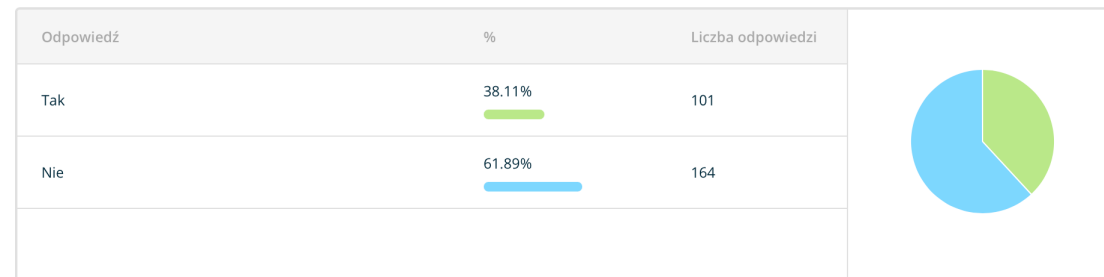 Odpowiedź % Liczba odpowiedzi
Tak 38.11% 101
Nie 61.89% 164